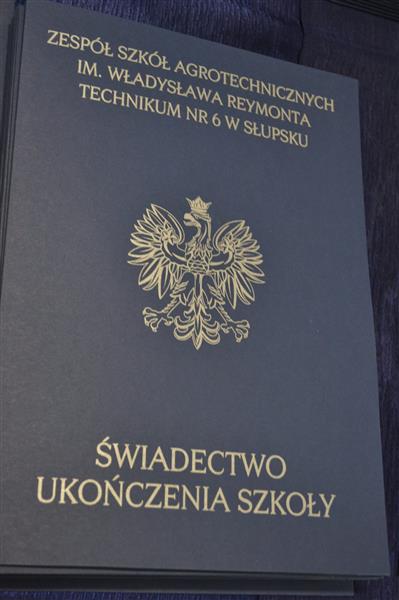 ZESPÓŁ SZKÓŁ AGROTECHNICZNYCH
IM. WŁADYSŁAWA REYMONTA
TECHNIKUM NR 6 W SŁUPSKU
ŚWIADECTWO
UKOŃCZENIA SZKOŁY